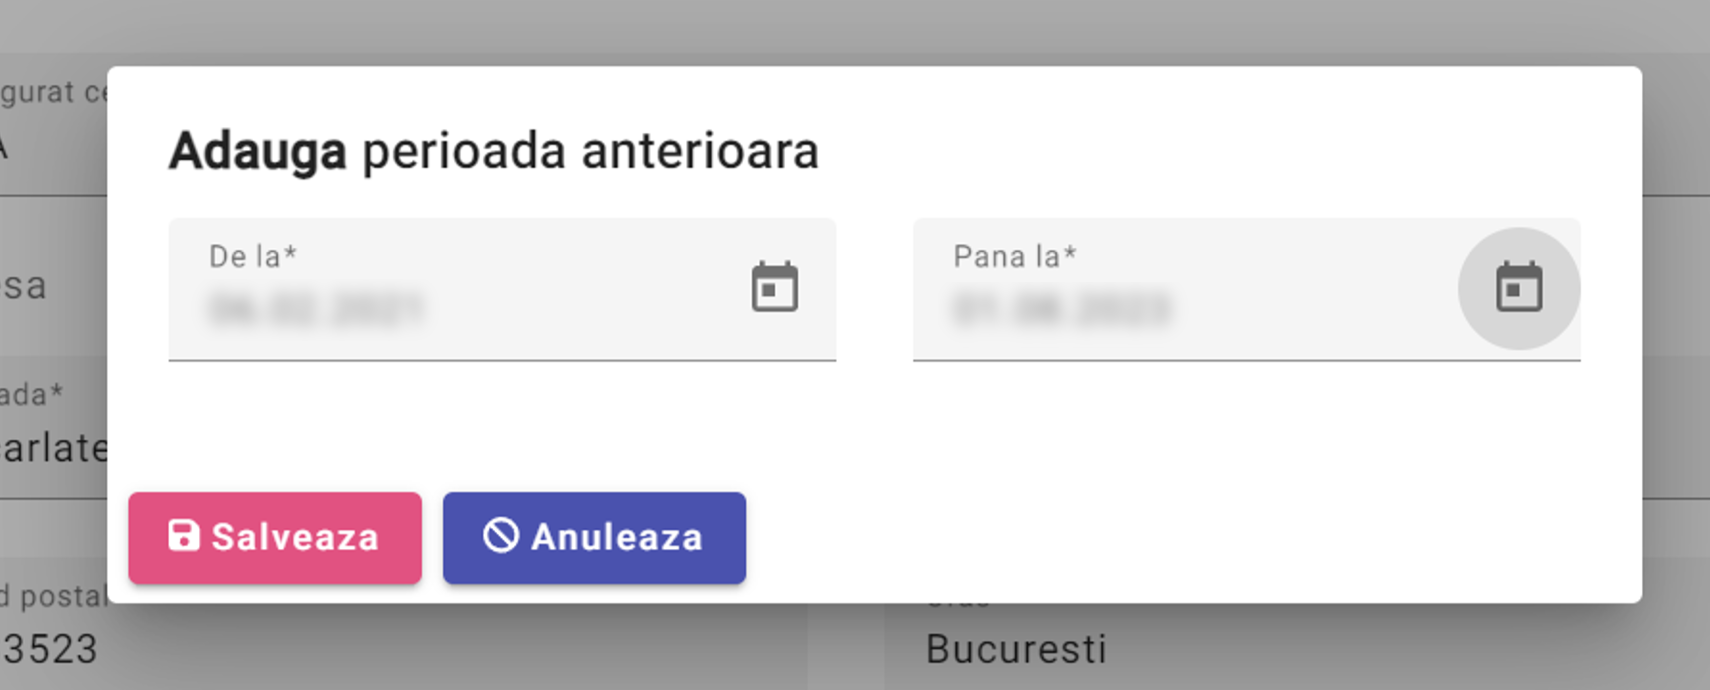 gurat ce
A
Adauga perioada anterioara
De la*
Pana la*
sa
ada*
arlate
Salveaza
Anuleaza
d postal
3523
Bucuresti